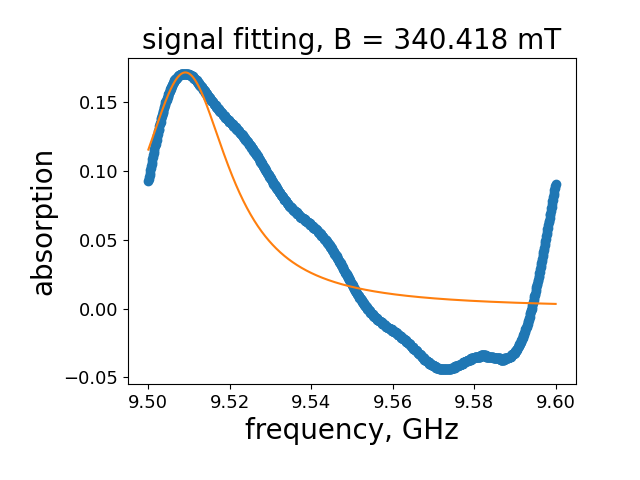 signal fitting, B = 340.418 mT
absorption
0.15
0.10
0.05
0.00
−0.05
9.50 9.52 9.54 9.56 9.58 9.60
frequency, GHz